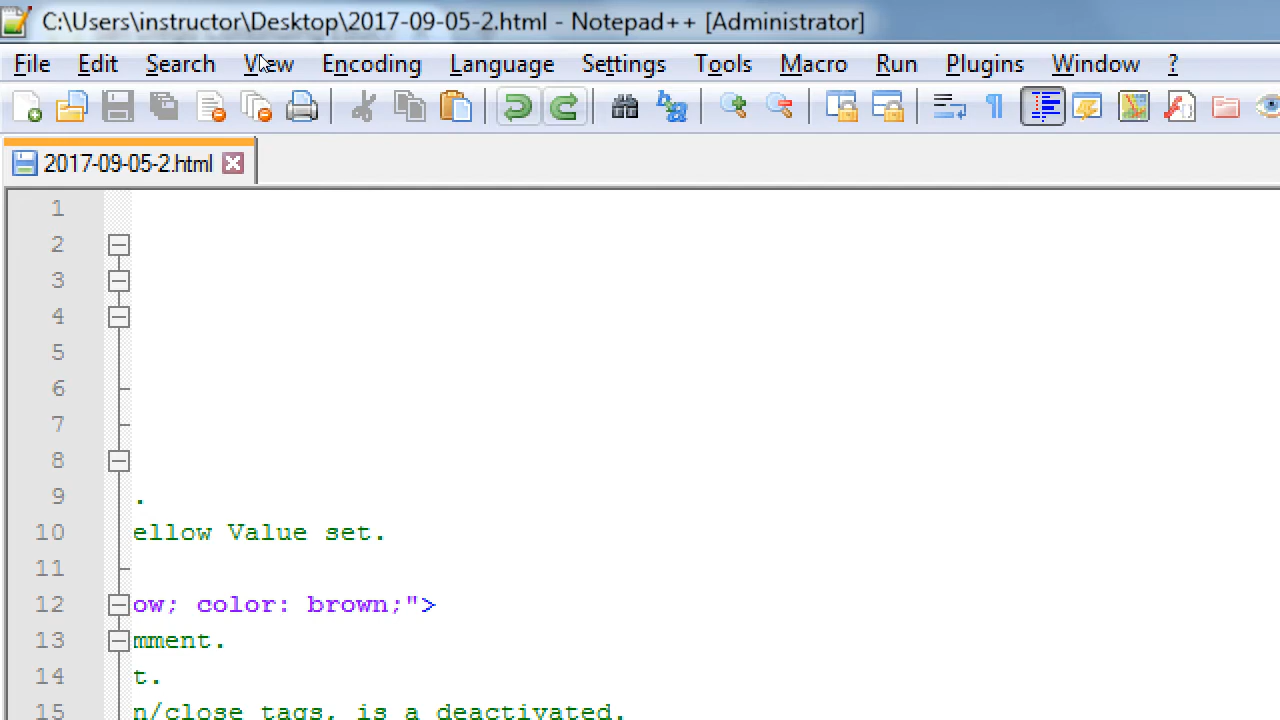 C:\Users\instructor\Desktop\2017-09-05-2.html - Notepad++ [Administrator]
File Edit Search View Encoding Language Settings Tools Macro Run Plugins Window ?
2017-09-05-2.html
1
2
3
4
5
6
7
8
9 .
10 ellow Value set.
11
12 ow; color: brown;">
13 mment.
14 t.
15 n/close tags, is a deactivated.